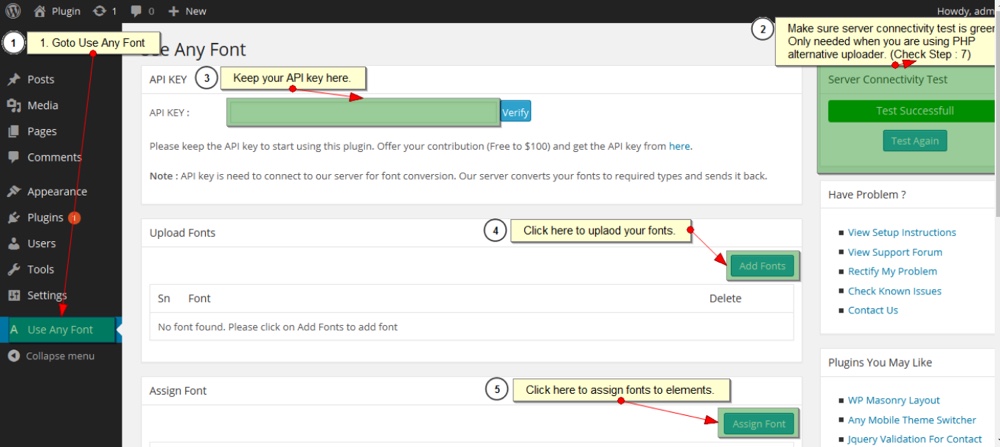 Plugin 1 0 New Howdy, adm
1 1. Goto Use Any Font
2 Make sure server connectivity test is green
Only needed when you are using PHP
alternative uploader. (Check Step : 7)
Posts
Media
Pages
Comments
Appearance
Plugins 1
Users
Tools
Settings
A Use Any Font
Collapse menu
Use Any Font
API KEY 3 Keep your API key here.
API KEY : Verify
Please keep the API key to start using this plugin. Offer your contribution (Free to $100) and get the API key from here.
Note : API key is need to connect to our server for font conversion. Our server converts your fonts to required types and sends it back.
Upload Fonts 4 Click here to uplaod your fonts.
Add Fonts
Sn Font Delete
No font found. Please click on Add Fonts to add font
Assign Font 5 Click here to assign fonts to elements.
Assign Font
Server Connectivity Test
Test Successfull
Test Again
Have Problem ?
View Setup Instructions
View Support Forum
Rectify My Problem
Check Known Issues
Contact Us
Plugins You May Like
WP Masonry Layout
Any Mobile Theme Switcher
Jquery Validation For Contact